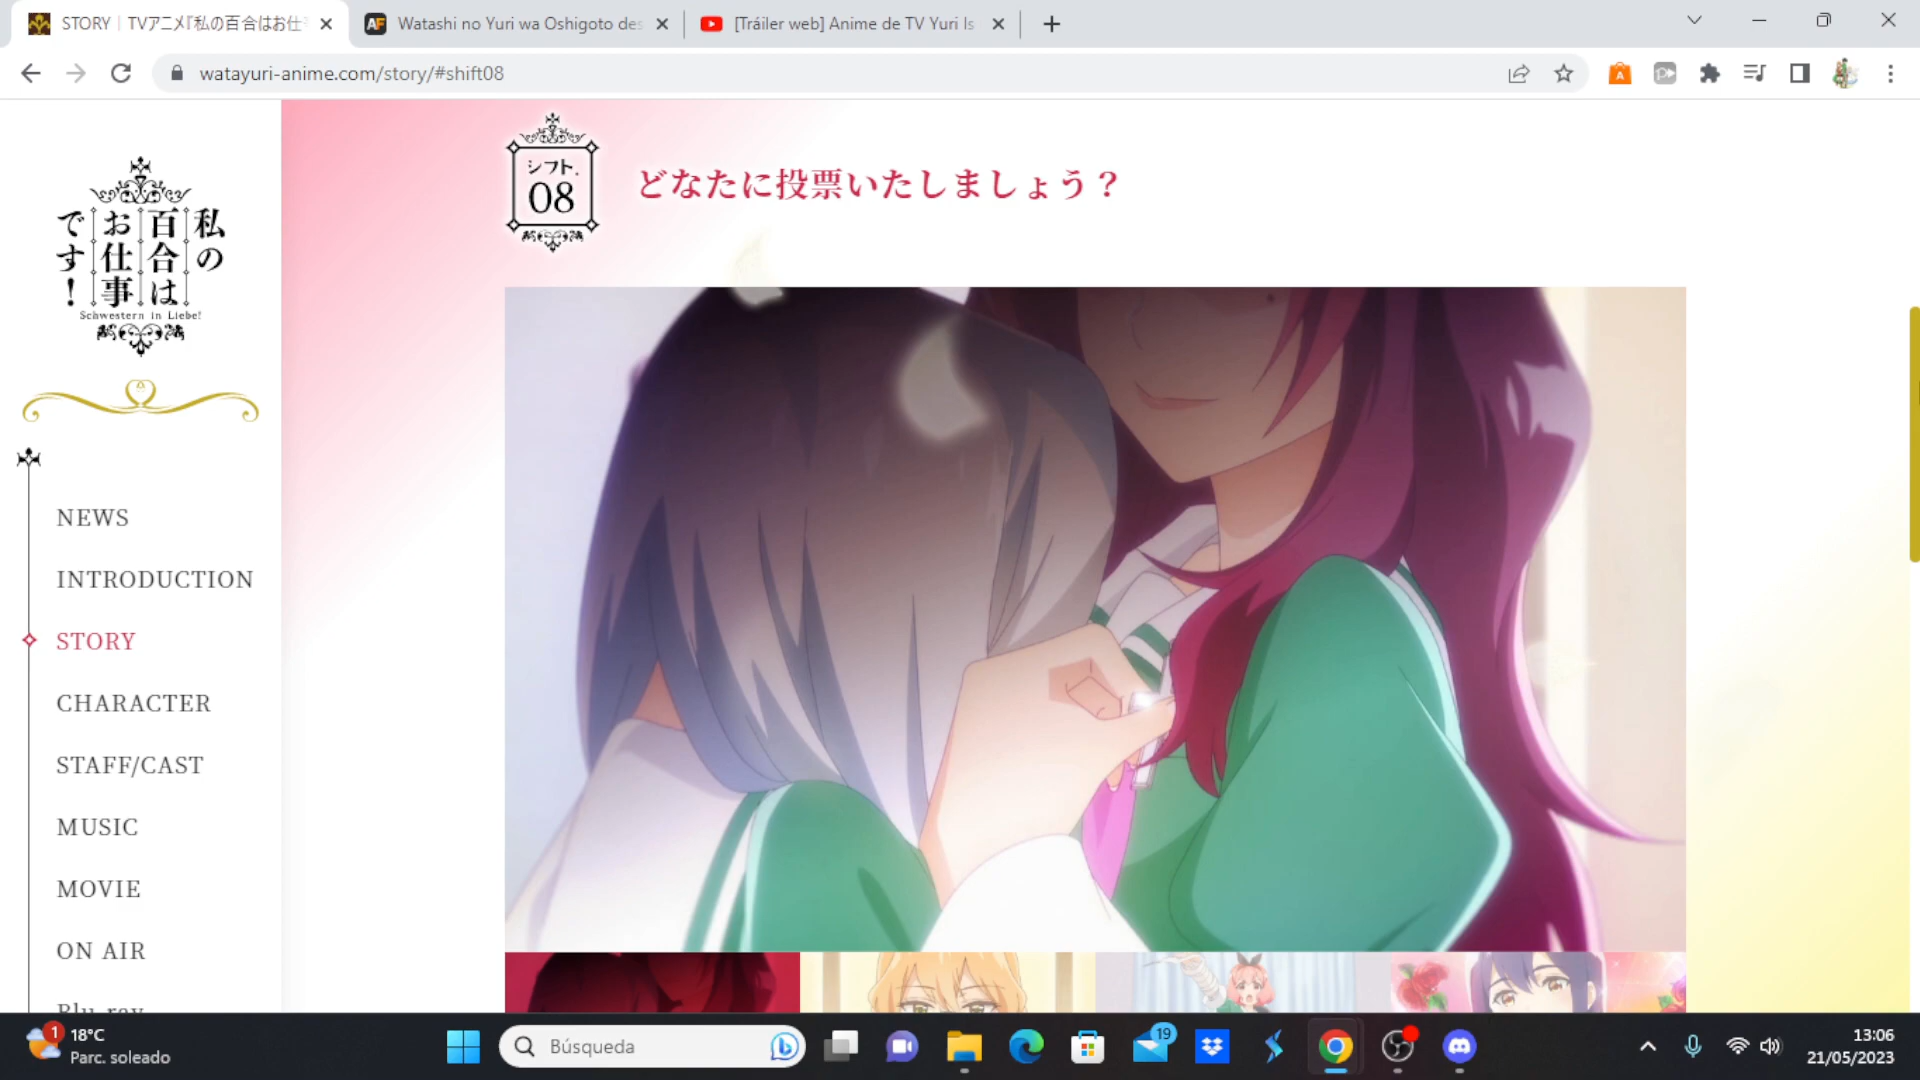 STORY | TVアニメ『私の百合はお仕
Watashi no Yuri wa Oshigoto des
[Tráiler web] Anime de TV Yuri Is
watayuri-anime.com/story/#shift08
私の
百合は
お仕事
です！
Schwestern in Liebe!
シフト.
08
どなたに投票いたしましょう？
NEWS
INTRODUCTION
STORY
CHARACTER
STAFF/CAST
MUSIC
MOVIE
ON AIR
Blu-ray
1
18°C
Parc. soleado
Búsqueda
19
13:06
21/05/2023